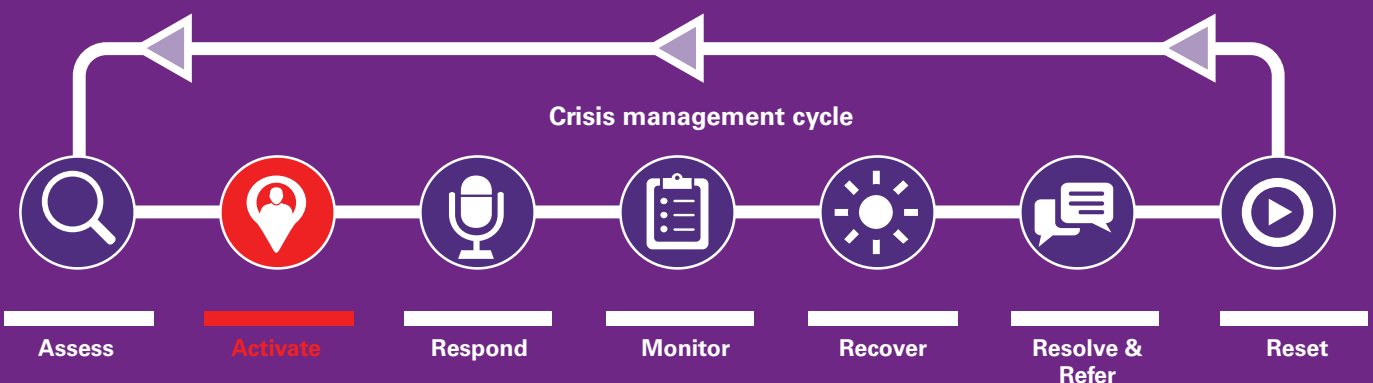 Crisis management cycle
Assess
Activate
Respond
Monitor
Recover
Resolve &
Refer
Reset